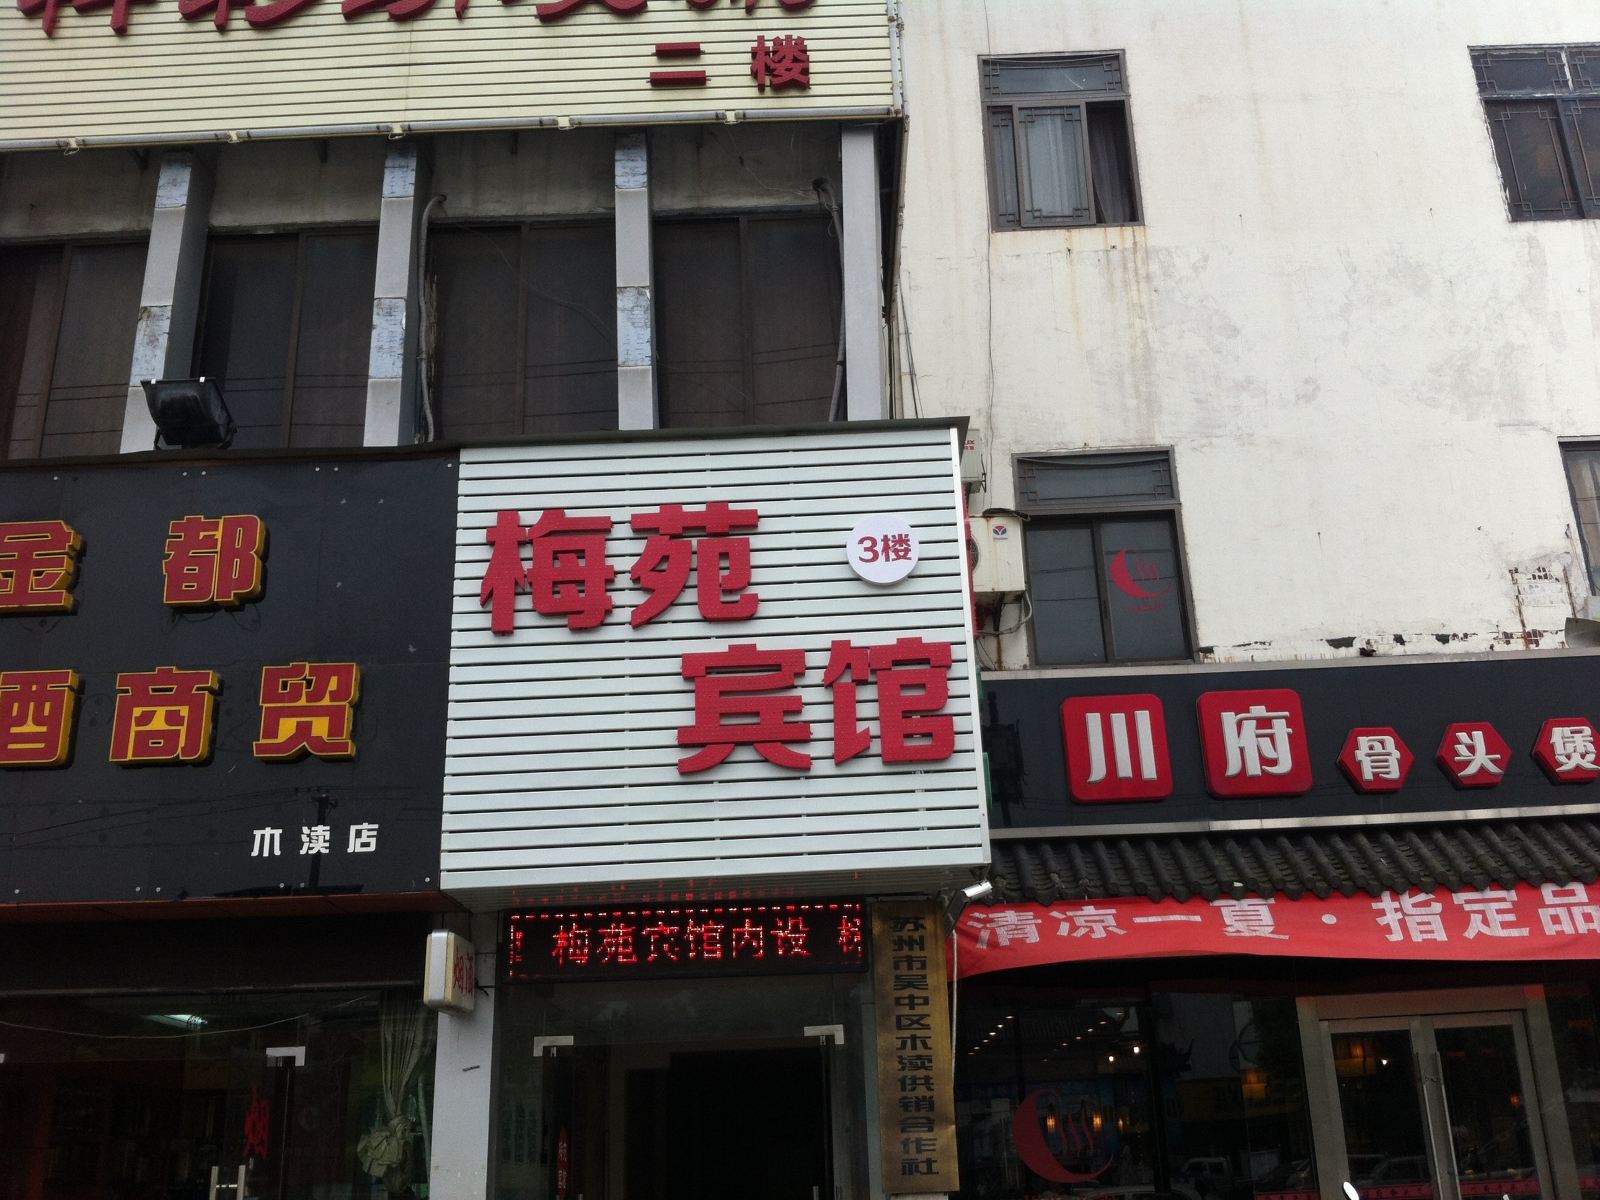 二楼
金都
酒商贸
木渎店
梅苑
3楼
宾馆
川府骨头煲
梅苑宾馆内设
清凉一夏·指定品
苏州市吴中区木渎供销合作社
烟